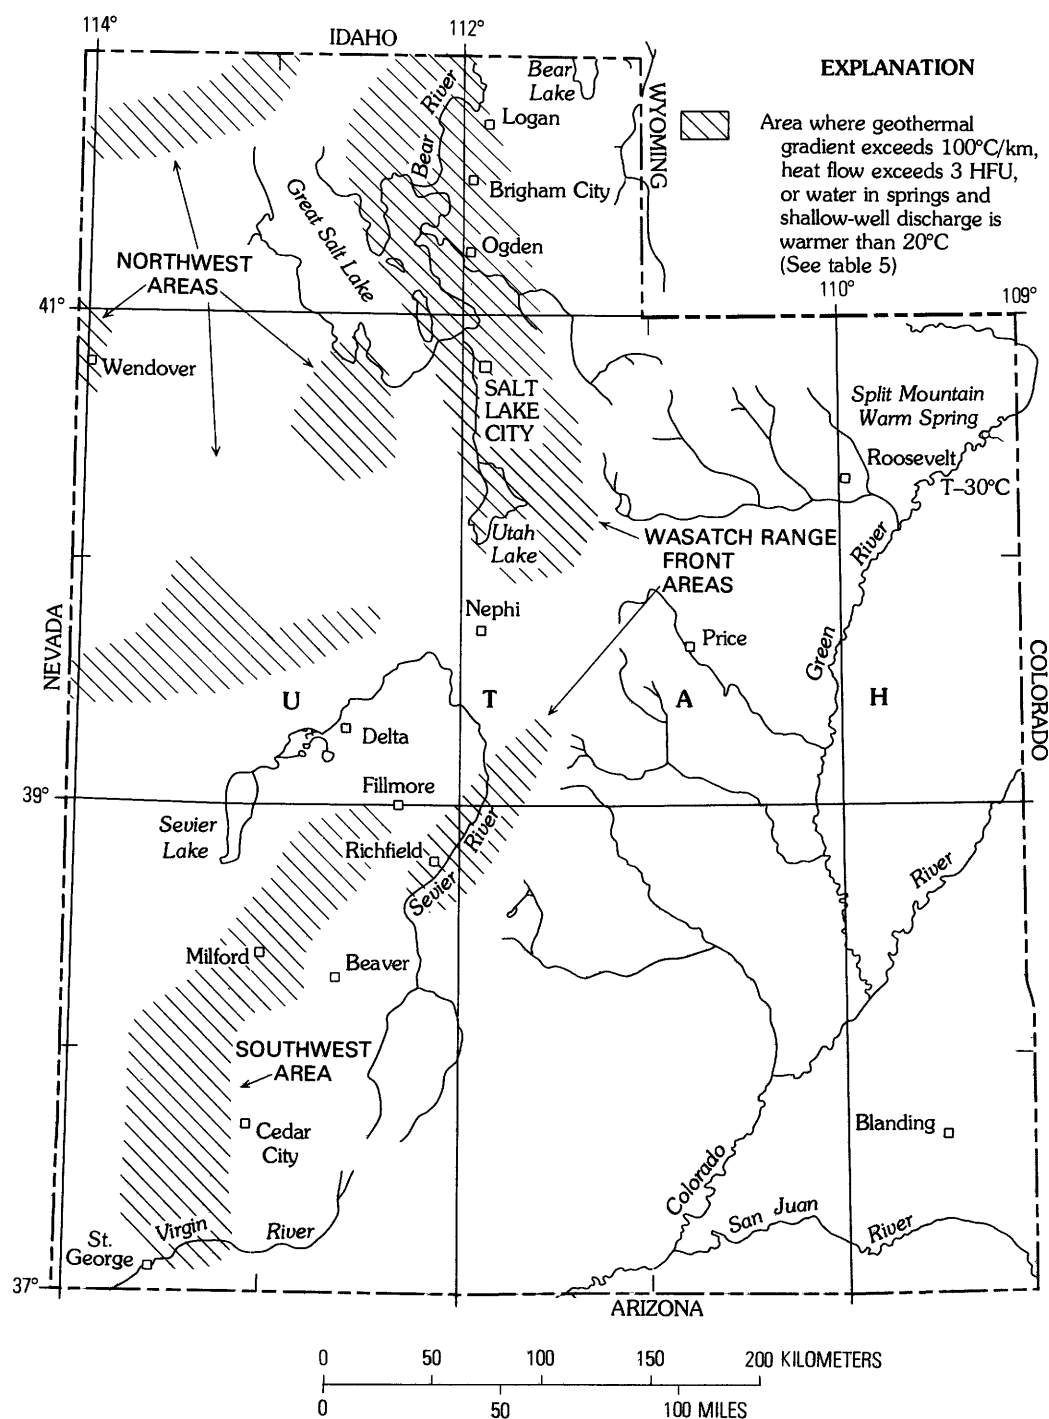 114°
112°
IDAHO
Bear
Lake
WYOMING
EXPLANATION
Area where geothermal
gradient exceeds 100°C/km,
heat flow exceeds 3 HFU,
or water in springs and
shallow-well discharge is
warmer than 20°C
(See table 5)
Bear
River
Logan
Brigham City
Great Salt Lake
Ogden
NORTHWEST
AREAS
41°
110°
109°
Wendover
SALT
LAKE
CITY
Split Mountain
Warm Spring
Roosevelt
T–30°C
Utah
Lake
WASATCH RANGE
FRONT
AREAS
Green
River
NEVADA
Nephi
Price
COLORADO
U T A H
Delta
39°
Fillmore
Sevier
Lake
Richfield
Sevier
River
River
Milford
Beaver
SOUTHWEST
AREA
Cedar
City
Blanding
Colorado
St.
George
Virgin
River
San Juan
River
37°
ARIZONA
0 50 100 150 200 KILOMETERS
0 50 100 MILES